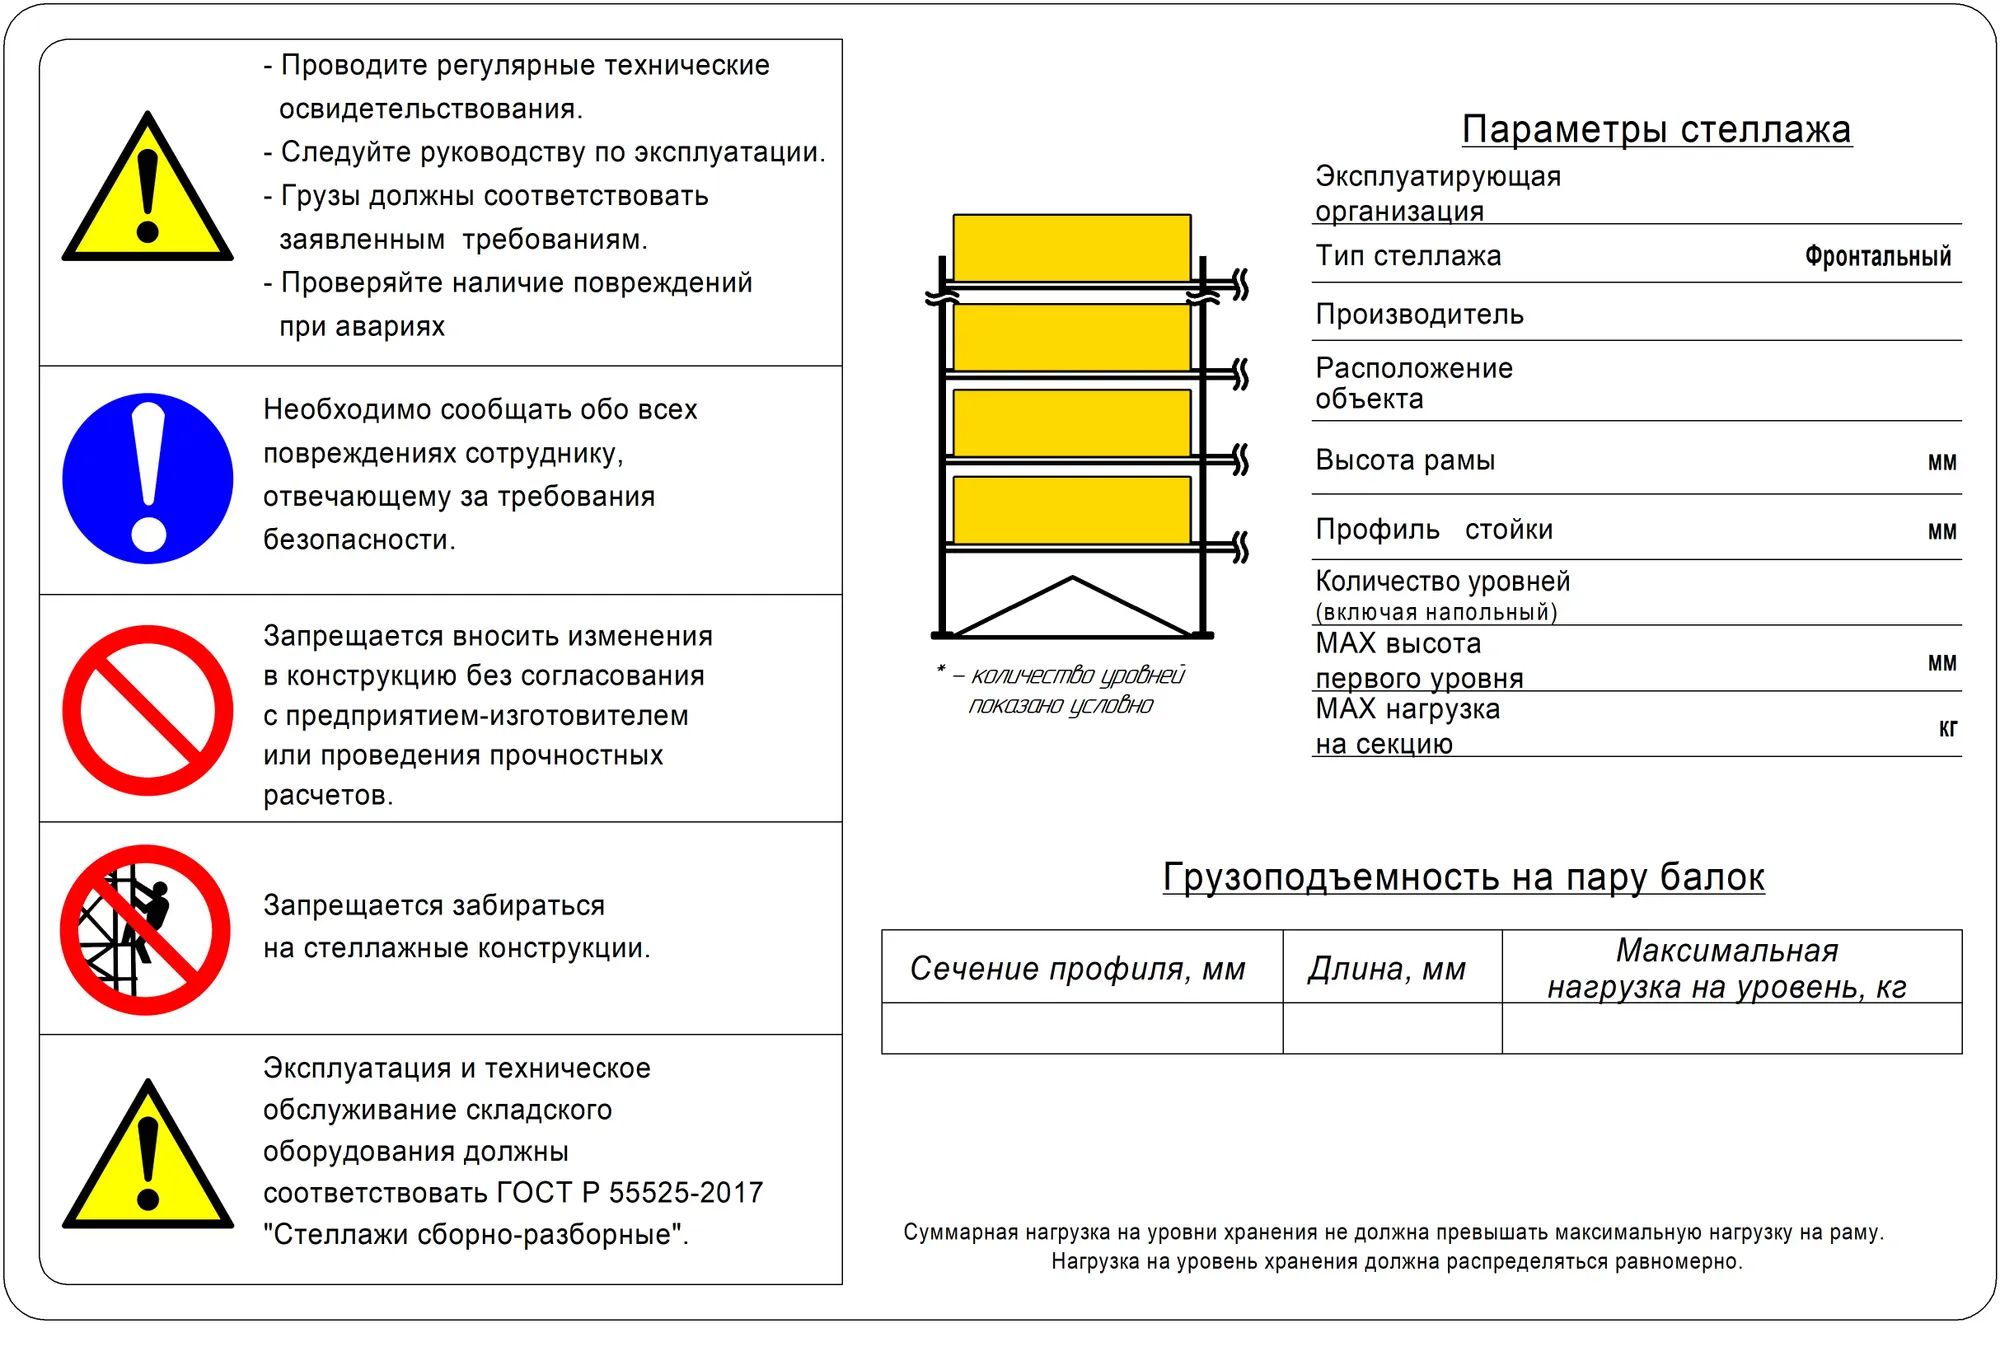 - Проводите регулярные технические
освидетельствования.
- Следуйте руководству по эксплуатации.
- Грузы должны соответствовать
заявленным требованиям.
- Проверяйте наличие повреждений
при авариях
Необходимо сообщать обо всех
повреждениях сотруднику,
отвечающему за требования
безопасности.
Запрещается вносить изменения
в конструкцию без согласования
с предприятием-изготовителем
или проведения прочностных
расчетов.
Запрещается забираться
на стеллажные конструкции.
Эксплуатация и техническое
обслуживание складского
оборудования должны
соответствовать ГОСТ Р 55525-2017
"Стеллажи сборно-разборные".
* – количество уровней
показано условно
Параметры стеллажа
Эксплуатирующая
организация
Тип стеллажа Фронтальный
Производитель
Расположение
объекта
Высота рамы мм
Профиль стойки мм
Количество уровней
(включая напольный)
МАХ высота
первого уровня мм
МАХ нагрузка
на секцию кг
Грузоподъемность на пару балок
Сечение профиля, мм
Длина, мм
Максимальная
нагрузка на уровень, кг
Суммарная нагрузка на уровни хранения не должна превышать максимальную нагрузку на раму.
Нагрузка на уровень хранения должна распределяться равномерно.